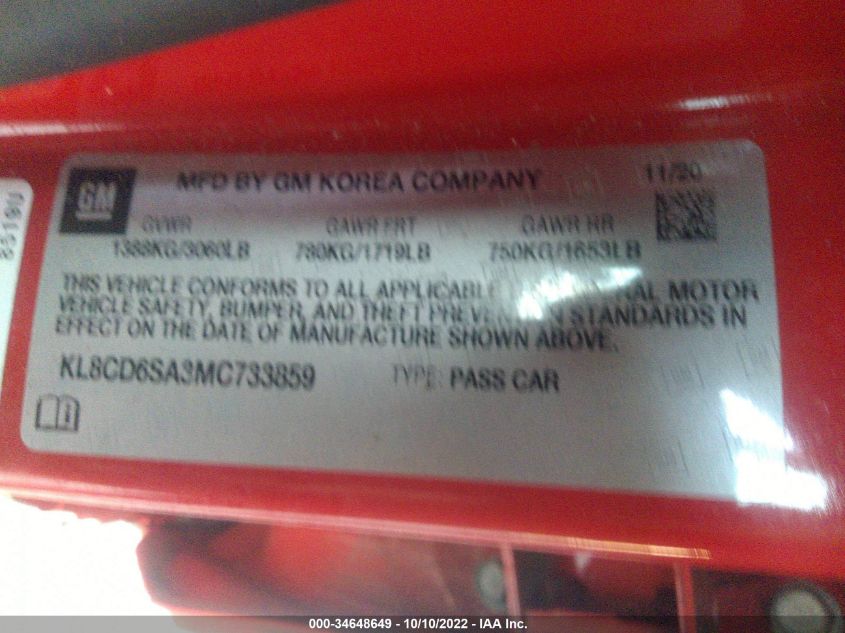 GM
MFD BY GM KOREA COMPANY
11/20
GVWR GAWR FRT GAWR RR
1388KG/3060LB 780KG/1719LB 750KG/1653LB
THIS VEHICLE CONFORMS TO ALL APPLICABLE MOTOR
VEHICLE SAFETY, BUMPER, AND THEFT STANDARDS IN
EFFECT ON THE DATE OF MANUFACTURE SHOWN ABOVE.
KL8CD6SA3MC733859 TYPE: PASS CAR
000-34648649 - 10/10/2022 - IAA Inc.